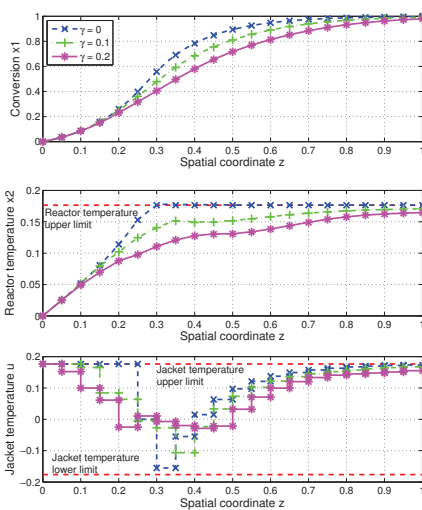 1
0.8
0.6
0.4
0.2
0
Conversion x1
γ = 0
γ = 0.1
γ = 0.2
0 0.1 0.2 0.3 0.4 0.5 0.6 0.7 0.8 0.9 1
Spatial coordinate z
0.2
0.15
0.1
0.05
0
Reactor temperature x2
Reactor temperature
upper limit
0 0.1 0.2 0.3 0.4 0.5 0.6 0.7 0.8 0.9 1
Spatial coordinate z
0.2
0.1
0
−0.1
−0.2
Jacket temperature u
Jacket temperature
upper limit
Jacket temperature
lower limit
0 0.1 0.2 0.3 0.4 0.5 0.6 0.7 0.8 0.9 1
Spatial coordinate z